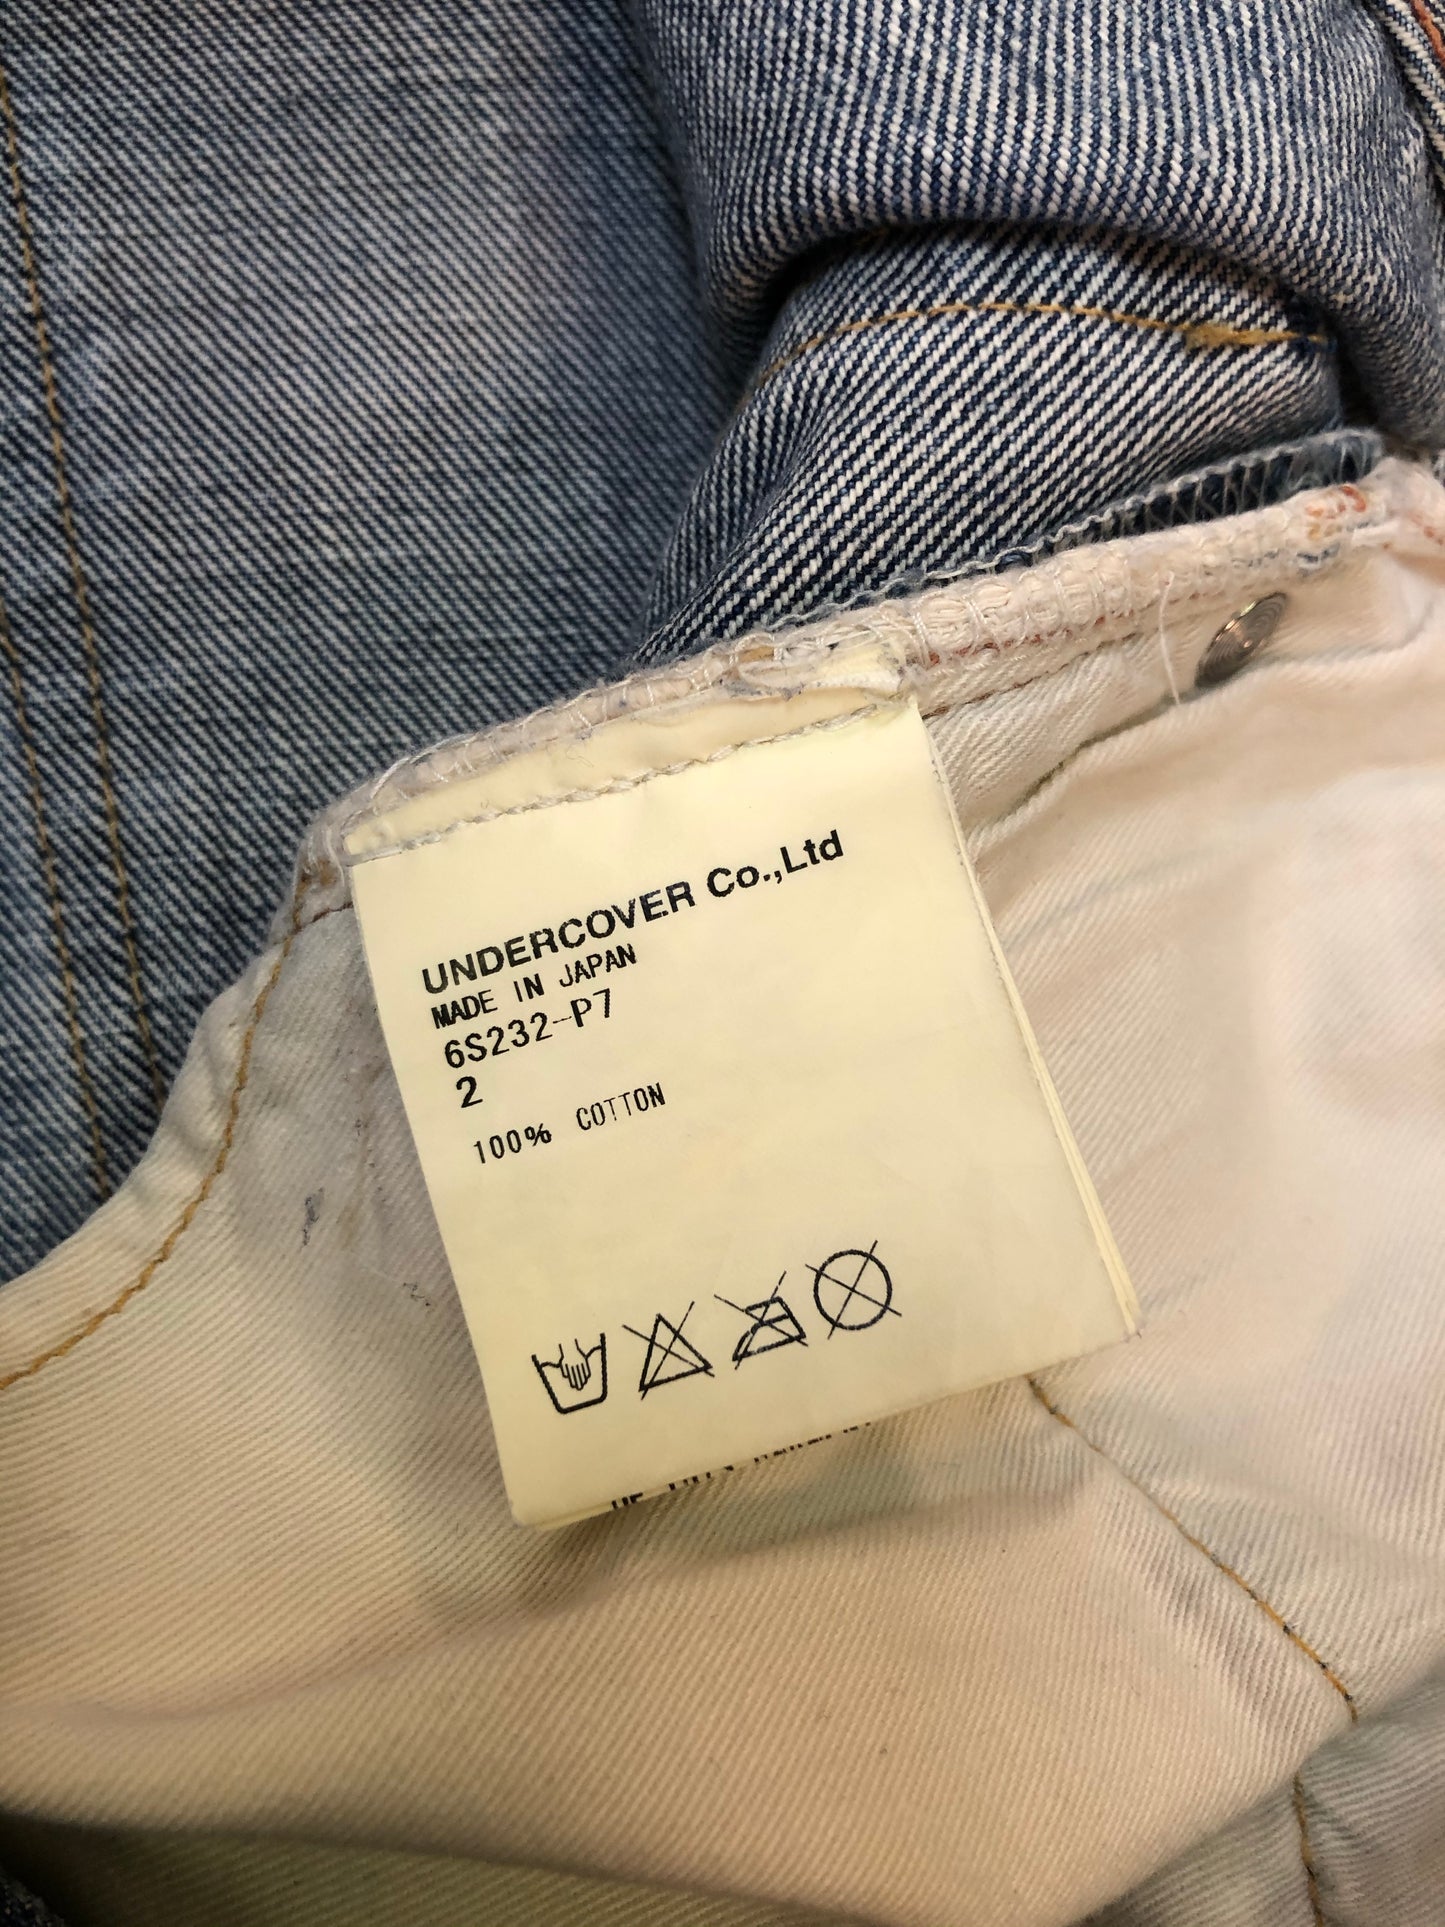 UNDERCOVER Co.,Ltd
MADE IN JAPAN
6S232-P7
2
100% COTTON